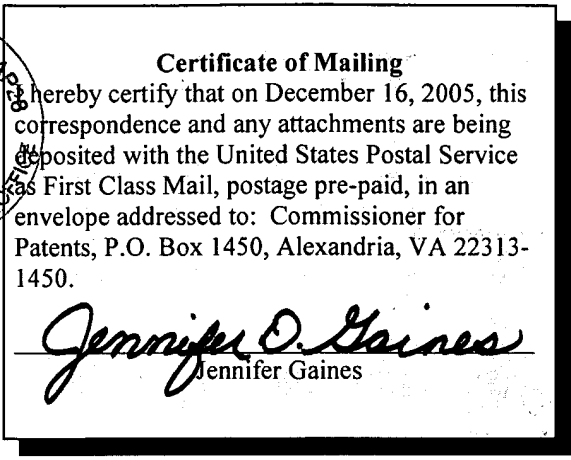 Certificate of Mailing
I hereby certify that on December 16, 2005, this
correspondence and any attachments are being
deposited with the United States Postal Service
as First Class Mail, postage pre-paid, in an
envelope addressed to: Commissioner for
Patents, P.O. Box 1450, Alexandria, VA 22313-
1450.
Jennifer D. Gaines
Jennifer Gaines